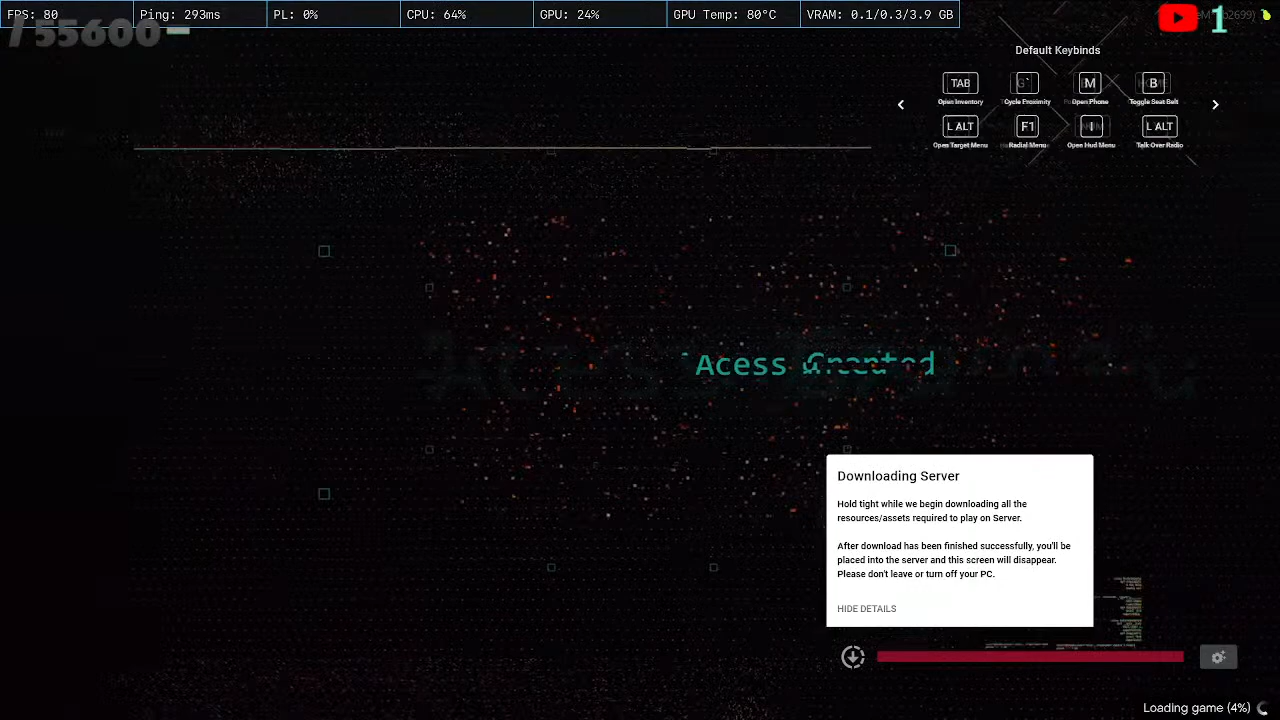 FPS: 80
Ping: 293ms
PL: 0%
CPU: 64%
GPU: 24%
GPU Temp: 80°C
VRAM: 0.1/0.3/3.9 GB
/55600
1
Default Keybinds
TAB
M
B
Open Inventory
Cycle Proximity
Open Phone
Toggle Seat Belt
L ALT
F1
I
L ALT
Open Target Menu
Radial Menu
Open Hud Menu
Talk Over Radio
Acess Granted
Downloading Server
Hold tight while we begin downloading all the
resources/assets required to play on Server.
After download has been finished successfully, you'll be
placed into the server and this screen will disappear.
Please don't leave or turn off your PC.
HIDE DETAILS
Loading game (4%)